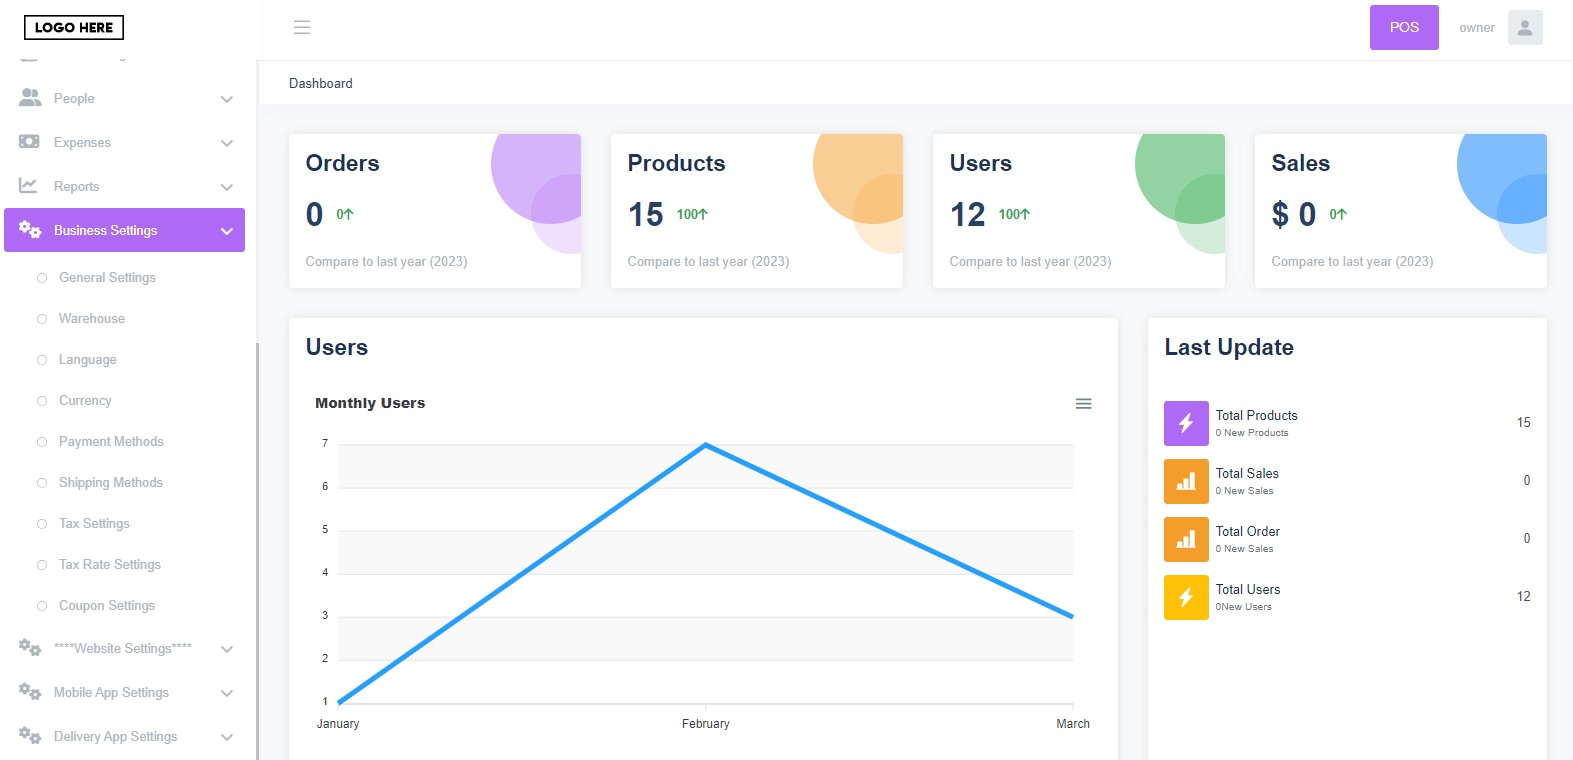 LOGO HERE
POS
owner
People
Expenses
Reports
Business Settings
General Settings
Warehouse
Language
Currency
Payment Methods
Shipping Methods
Tax Settings
Tax Rate Settings
Coupon Settings
****Website Settings****
Mobile App Settings
Delivery App Settings
Dashboard
Orders
0 0↑
Compare to last year (2023)
Products
15 100↑
Compare to last year (2023)
Users
12 100↑
Compare to last year (2023)
Sales
$ 0 0↑
Compare to last year (2023)
Users
Monthly Users
7
6
5
4
3
2
1
January February March
Last Update
Total Products
0 New Products
15
Total Sales
0 New Sales
0
Total Order
0 New Sales
0
Total Users
0New Users
12